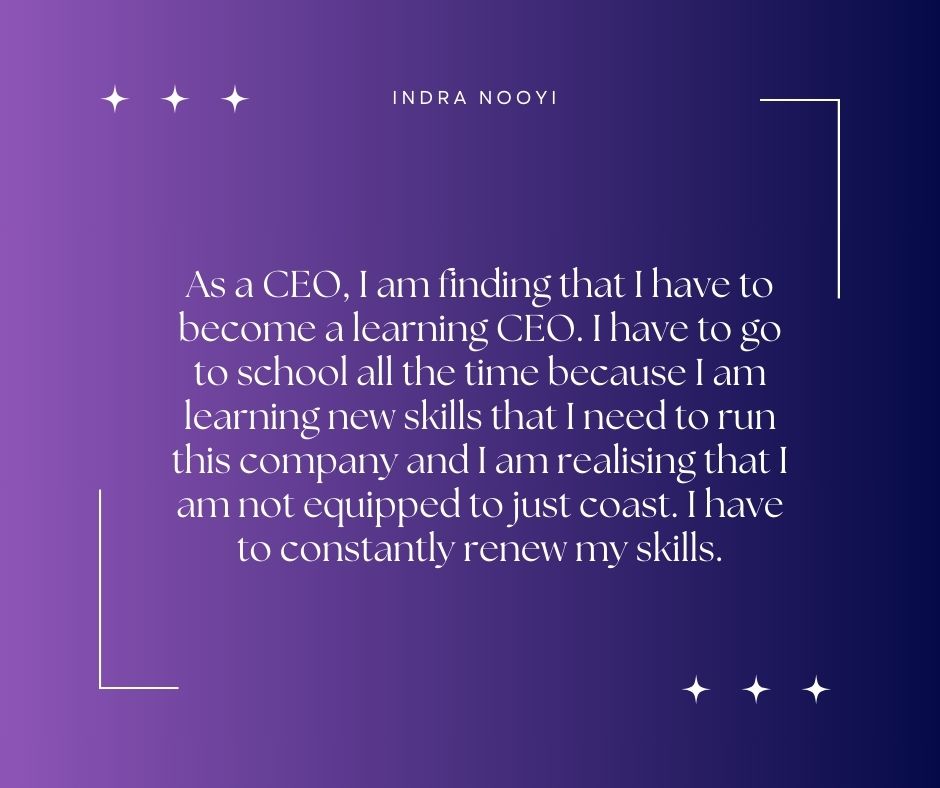 INDRA NOOYI
As a CEO, I am finding that I have to
become a learning CEO. I have to go
to school all the time because I am
learning new skills that I need to run
this company and I am realising that I
am not equipped to just coast. I have
to constantly renew my skills.